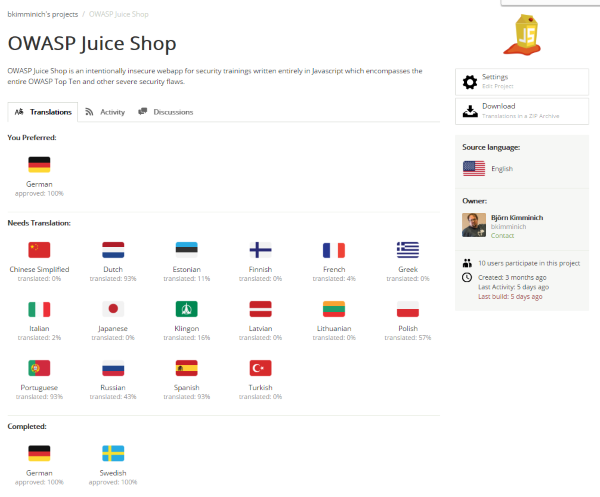 bkimminich's projects / OWASP Juice Shop
OWASP Juice Shop
OWASP Juice Shop is an intentionally insecure webapp for security trainings written entirely in Javascript which encompasses the
entire OWASP Top Ten and other severe security flaws.
Translations Activity Discussions
You Preferred:
German
approved: 100%
Needs Translation:
Chinese Simplified Dutch Estonian Finnish French Greek
translated: 0% translated: 93% translated: 11% translated: 0% translated: 4% translated: 0%
Italian Japanese Klingon Latvian Lithuanian Polish
translated: 2% translated: 0% translated: 16% translated: 0% translated: 0% translated: 57%
Portuguese Russian Spanish Turkish
translated: 93% translated: 43% translated: 93% translated: 0%
Completed:
German Swedish
approved: 100% approved: 100%
JS
Settings
Edit Project
Download
Translations in a ZIP Archive
Source language:
English
Owner:
Björn Kimminich
bkimminich
Contact
10 users participate in this project
Created: 3 months ago
Last Activity: 5 days ago
Last build: 5 days ago